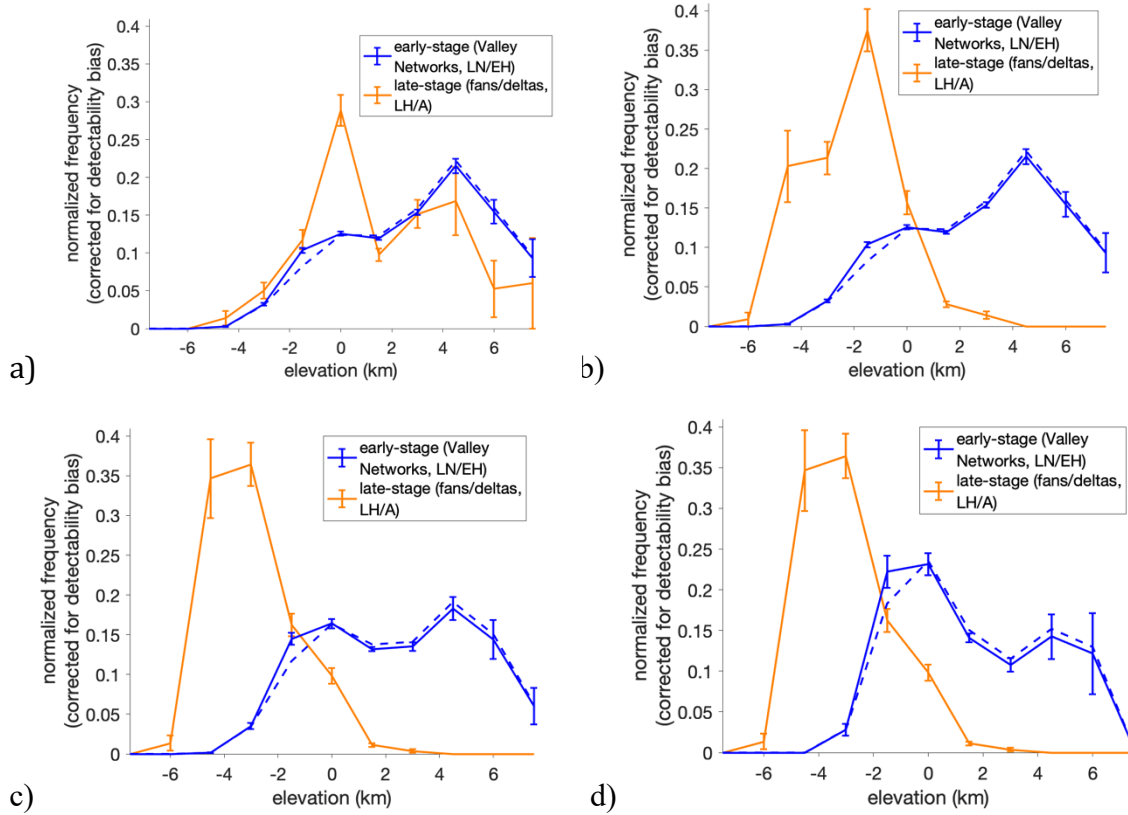 0.4
0.35
0.3
0.25
0.2
0.15
0.1
0.05
0
normalized frequency
(corrected for detectability bias)
early-stage (Valley
Networks, LN/EH)
late-stage (fans/deltas,
LH/A)
-6 -4 -2 0 2 4 6
elevation (km)
a)
0.4
0.35
0.3
0.25
0.2
0.15
0.1
0.05
0
normalized frequency
(corrected for detectability bias)
early-stage (Valley
Networks, LN/EH)
late-stage (fans/deltas,
LH/A)
-6 -4 -2 0 2 4 6
elevation (km)
b)
0.4
0.35
0.3
0.25
0.2
0.15
0.1
0.05
0
normalized frequency
(corrected for detectability bias)
early-stage (Valley
Networks, LN/EH)
late-stage (fans/deltas,
LH/A)
-6 -4 -2 0 2 4 6
elevation (km)
c)
0.4
0.35
0.3
0.25
0.2
0.15
0.1
0.05
0
normalized frequency
(corrected for detectability bias)
early-stage (Valley
Networks, LN/EH)
late-stage (fans/deltas,
LH/A)
-6 -4 -2 0 2 4 6
elevation (km)
d)